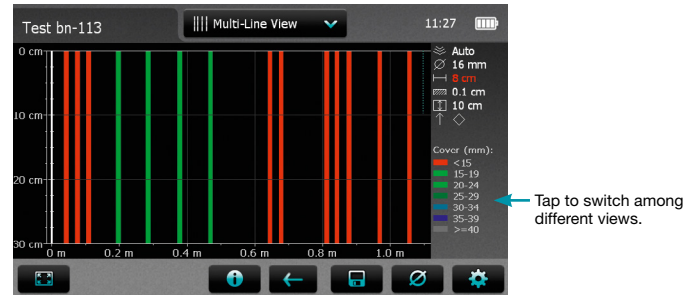 Test bn-113
Multi-Line View
11:27
0 cm
10 cm
20 cm
30 cm
0 m
0.2 m
0.4 m
0.6 m
0.8 m
1.0 m
Auto
16 mm
8 cm
0.1 cm
10 cm
Cover (mm):
<15
15-19
20-24
25-29
30-34
35-39
>=40
Tap to switch among
different views.